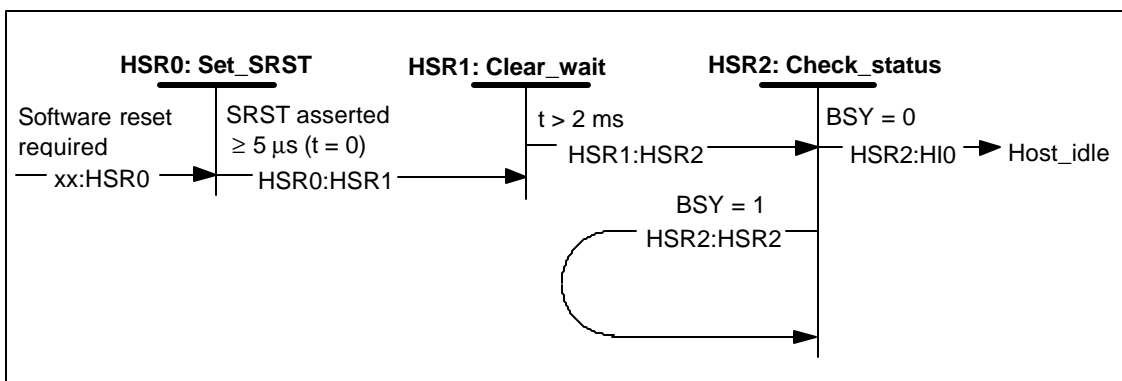 HSR0: Set_SRST
HSR1: Clear_wait
HSR2: Check_status
Software reset
required
xx:HSR0
SRST asserted
≥ 5 µs (t = 0)
HSR0:HSR1
t > 2 ms
HSR1:HSR2
BSY = 0
HSR2:HI0
Host_idle
BSY = 1
HSR2:HSR2